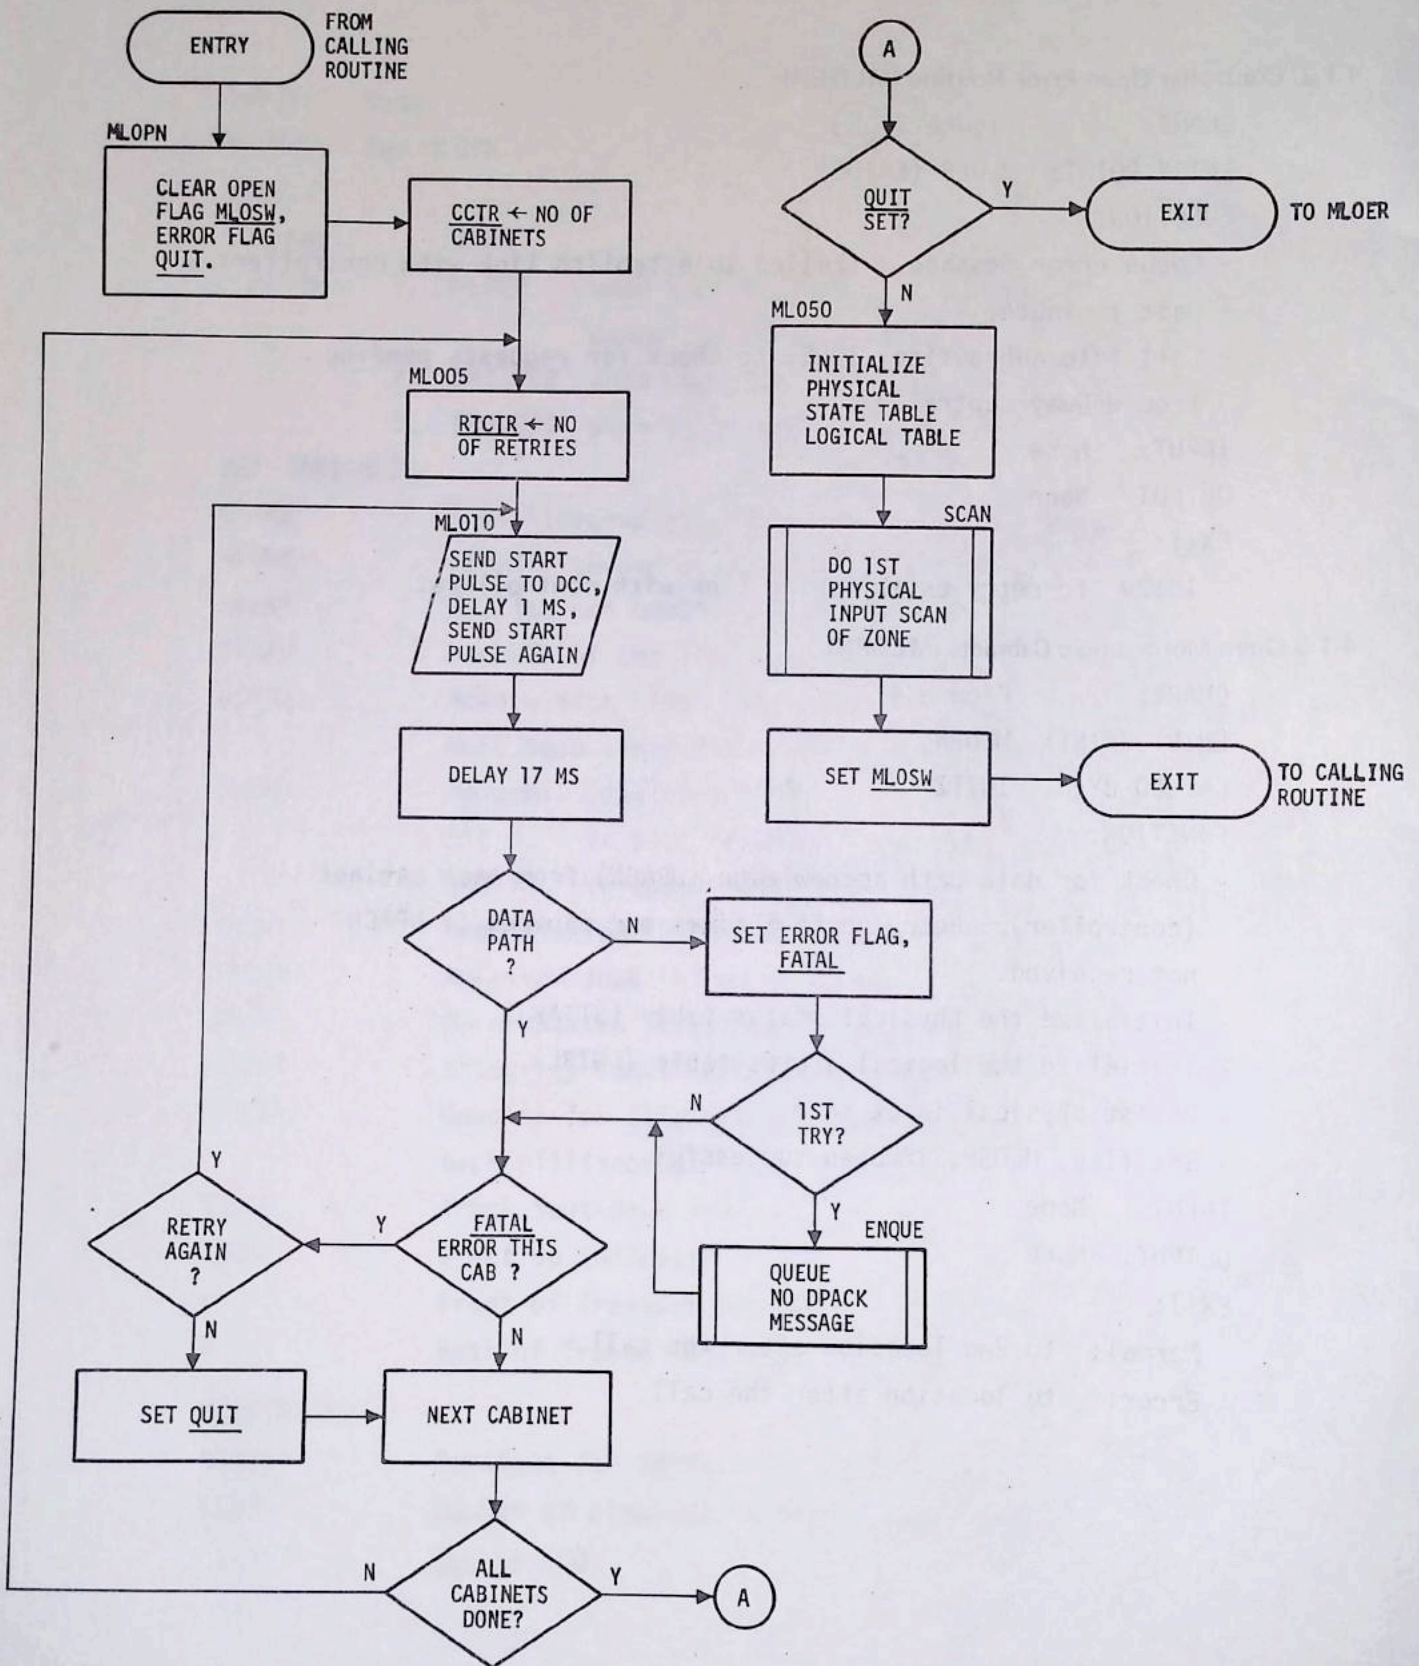 ENTRY
FROM
CALLING
ROUTINE
MLOPN
CLEAR OPEN
FLAG MLOSW,
ERROR FLAG
QUIT.
CCTR ← NO OF
CABINETS
ML005
RTCTR ← NO
OF RETRIES
ML010
SEND START
PULSE TO DCC,
DELAY 1 MS,
SEND START
PULSE AGAIN
DELAY 17 MS
DATA
PATH
?
N
Y
SET ERROR FLAG,
FATAL
1ST
TRY?
N
Y
ENQUE
QUEUE
NO DPACK
MESSAGE
FATAL
ERROR THIS
CAB ?
Y
N
RETRY
AGAIN
?
Y
N
SET QUIT
NEXT CABINET
ALL
CABINETS
DONE?
N
Y
A
A
QUIT
SET?
Y
EXIT
TO MLOER
N
ML050
INITIALIZE
PHYSICAL
STATE TABLE
LOGICAL TABLE
SCAN
DO 1ST
PHYSICAL
INPUT SCAN
OF ZONE
SET MLOSW
EXIT
TO CALLING
ROUTINE